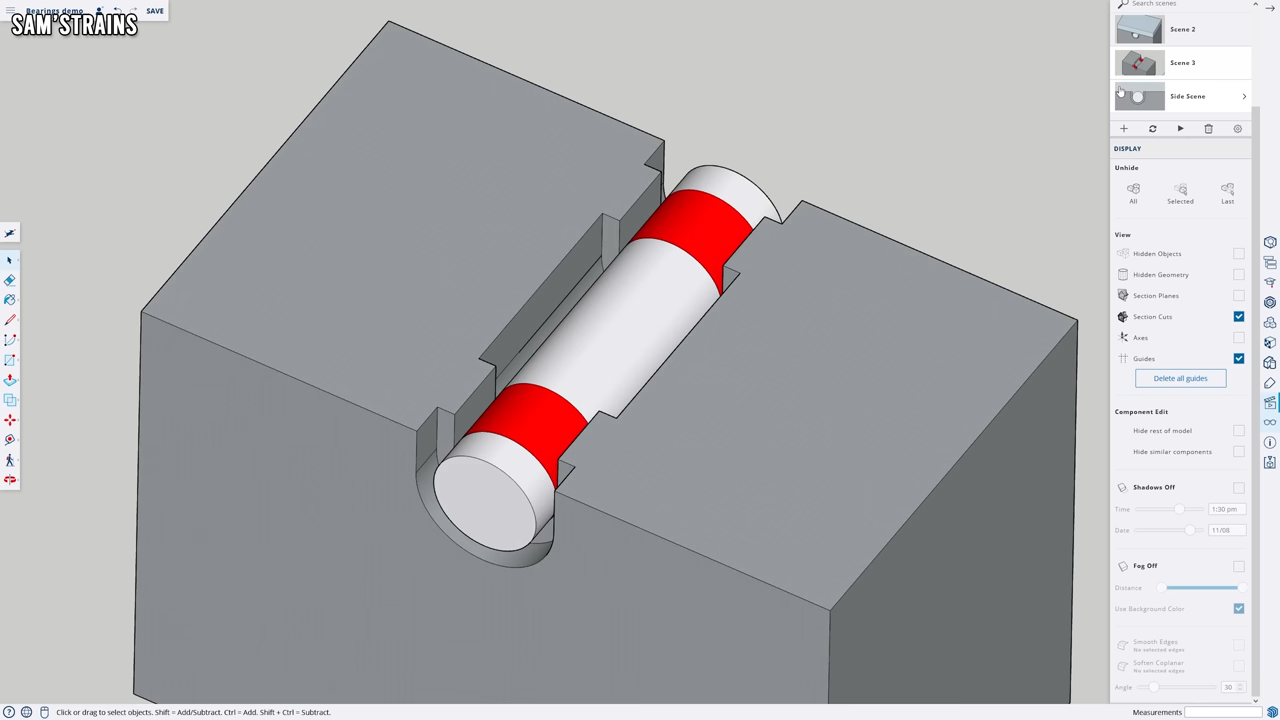 Bearings demo
SAVE
SAM'STRAINS
Search scenes
Scene 2
Scene 3
Side Scene
DISPLAY
Unhide
All
Selected
Last
View
Hidden Objects
Hidden Geometry
Section Planes
Section Cuts
Axes
Guides
Delete all guides
Component Edit
Hide rest of model
Hide similar components
Shadows Off
Time
1:30 pm
Date
11/08
Fog Off
Distance
Use Background Color
Smooth Edges
No selected edges
Soften Coplanar
No selected edges
Angle
30
Click or drag to select objects. Shift = Add/Subtract. Ctrl = Add. Shift + Ctrl = Subtract.
Measurements